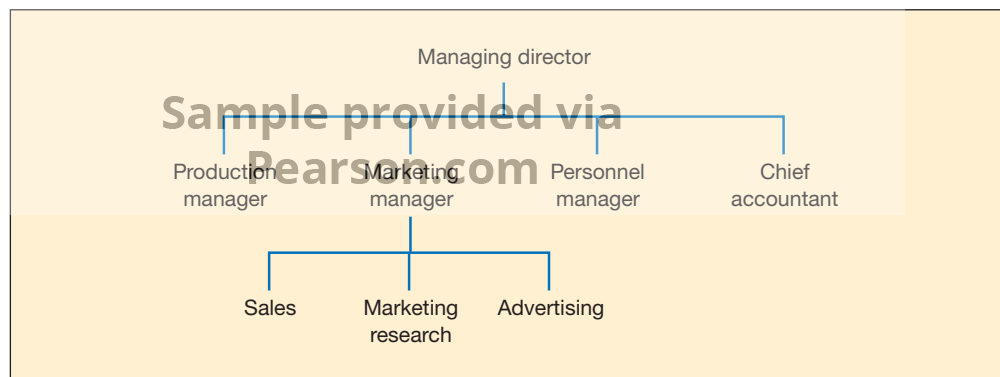 Managing director
Sample provided via
Pearson.com
Production Marketing Personnel Chief
manager manager manager accountant
Sales Marketing Advertising
research